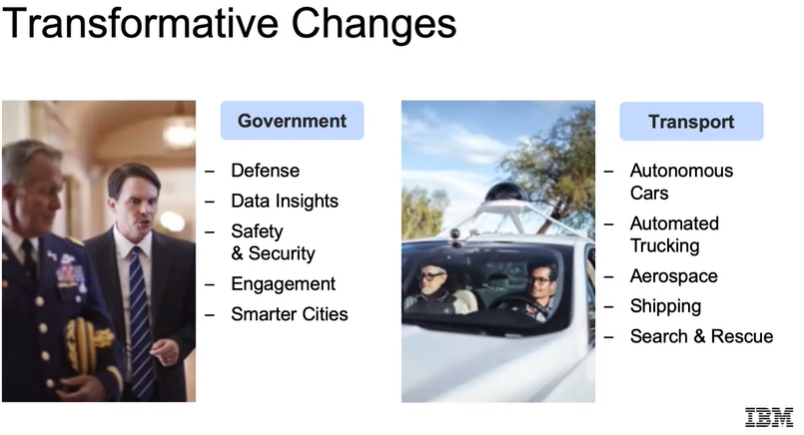 Transformative Changes
Government
– Defense
– Data Insights
– Safety
& Security
– Engagement
– Smarter Cities
Transport
– Autonomous
Cars
– Automated
Trucking
– Aerospace
– Shipping
– Search & Rescue
IBM